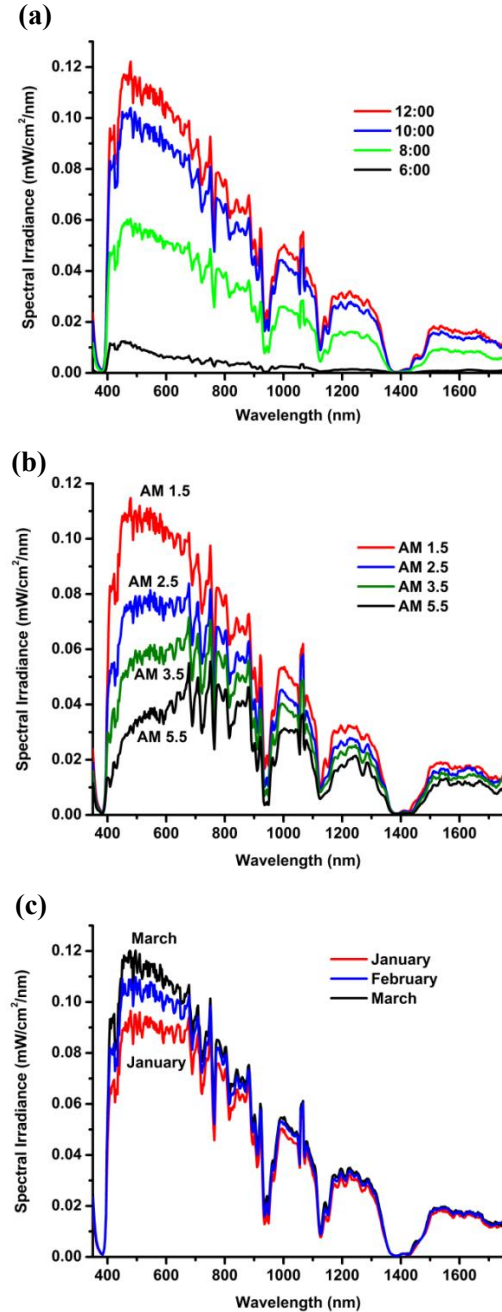 (a)
0.12
0.10
0.08
0.06
0.04
0.02
0.00
Spectral Irradiance (mW/cm²/nm)
12:00
10:00
8:00
6:00
400 600 800 1000 1200 1400 1600
Wavelength (nm)
(b)
0.12
0.10
0.08
0.06
0.04
0.02
0.00
Spectral Irradiance (mW/cm²/nm)
AM 1.5
AM 2.5
AM 3.5
AM 5.5
AM 1.5
AM 2.5
AM 3.5
AM 5.5
400 600 800 1000 1200 1400 1600
Wavelength (nm)
(c)
0.12
0.10
0.08
0.06
0.04
0.02
0.00
Spectral Irradiance (mW/cm²/nm)
March
January
January
February
March
400 600 800 1000 1200 1400 1600
Wavelength (nm)